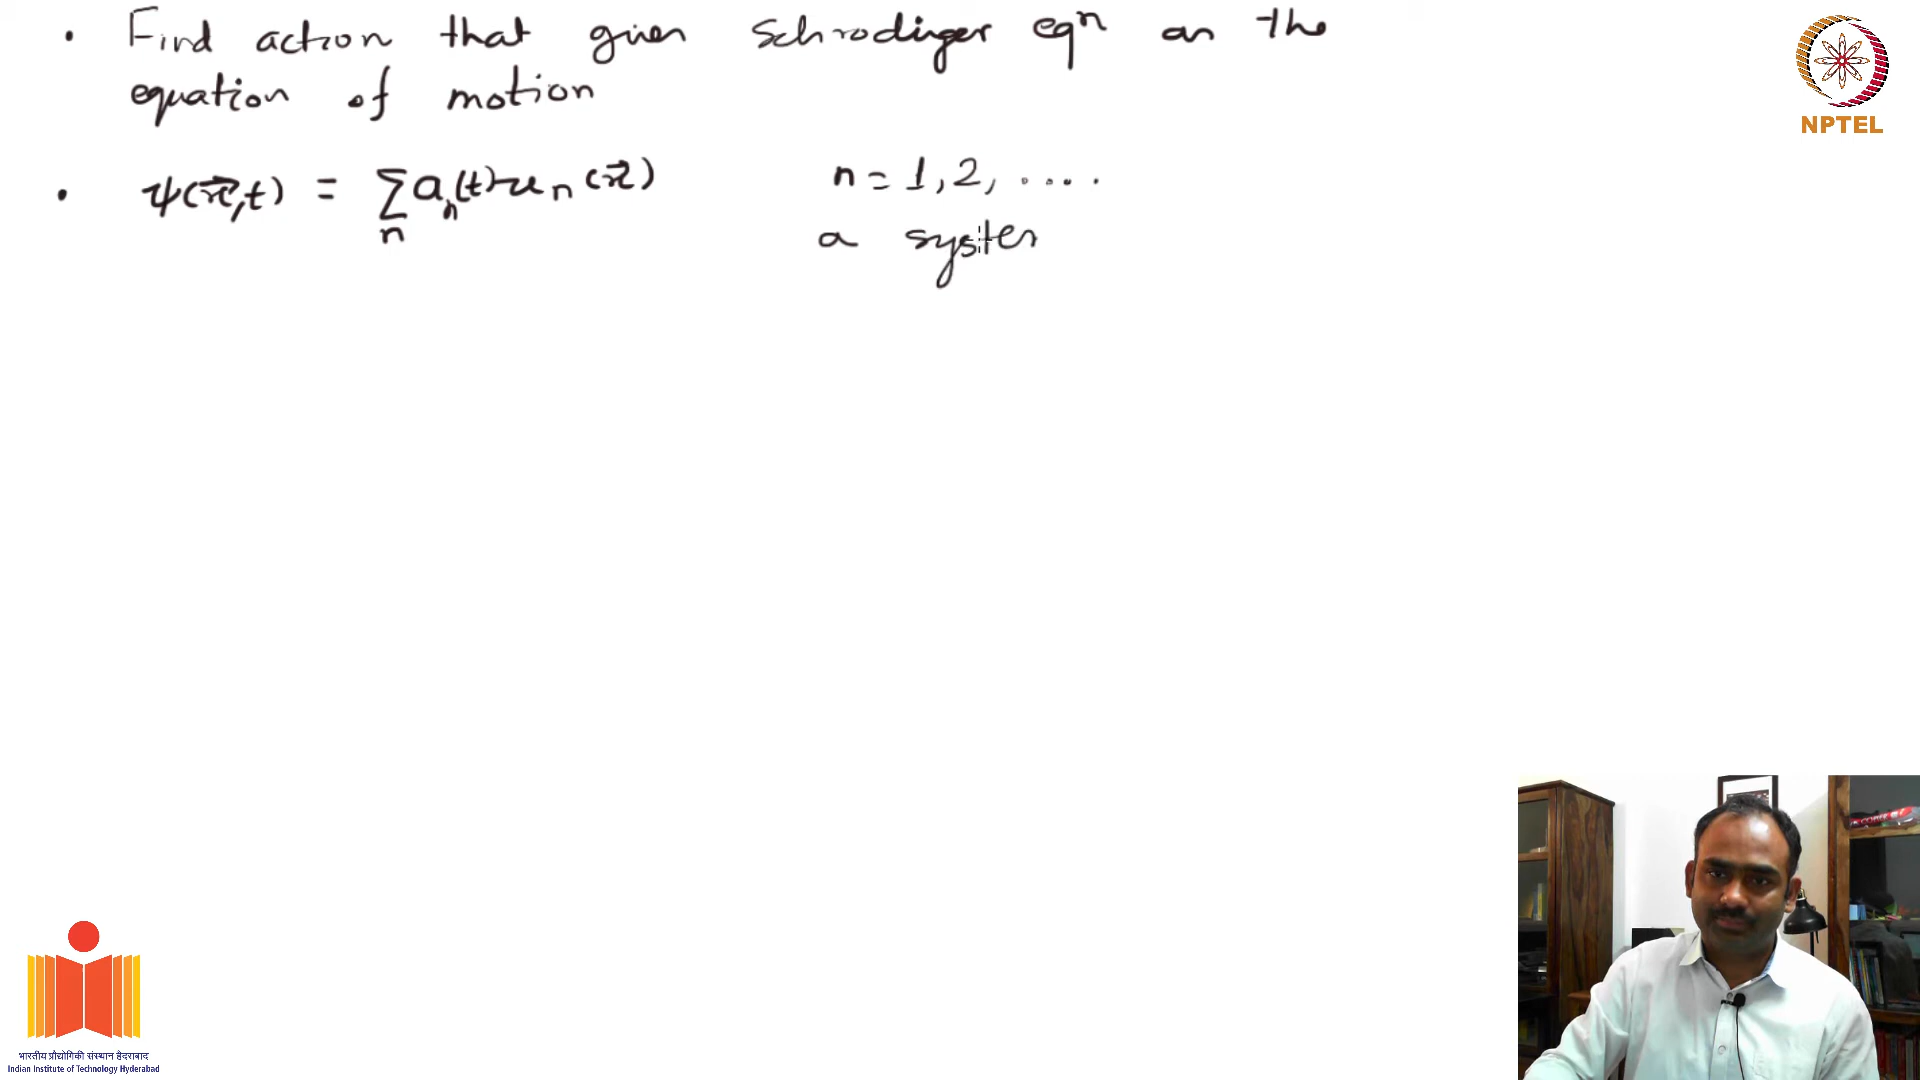 • Find action that gives Schrodinger eqⁿ as the
equation of motion
• ψ(x⃗,t) = ∑ₙ aₙ(t) uₙ(x⃗) n = 1, 2, .....
a system
NPTEL
भारतीय प्रौद्योगिकी संस्थान हैदराबाद
Indian Institute of Technology Hyderabad